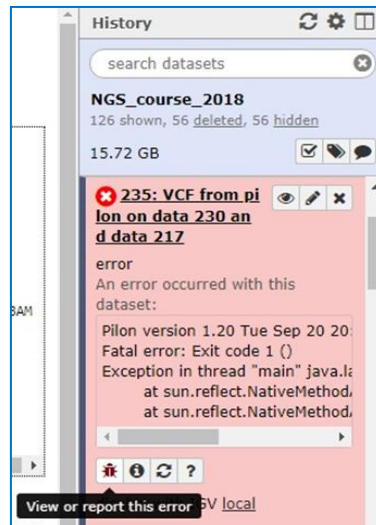 History
search datasets
NGS_course_2018
126 shown, 56 deleted, 56 hidden
15.72 GB
235: VCF from pi
lon on data 230 an
d data 217
error
An error occurred with this
dataset:
Pilon version 1.20 Tue Sep 20 20:
Fatal error: Exit code 1 ()
Exception in thread "main" java.la
at sun.reflect.NativeMethodA
at sun.reflect.NativeMethodA
View or report this error
local